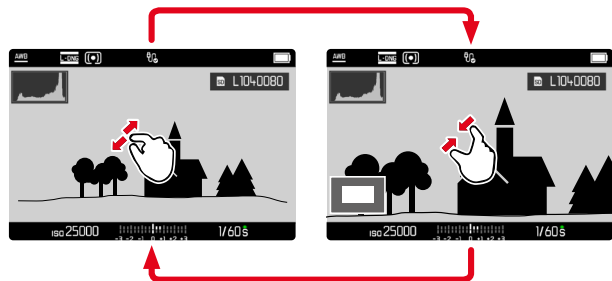 AWB L-DNG
L1040080
ISO 25000 -3 -2 -1 0 +1 +2 +3 1/60s
AWB L-DNG
L1040080
ISO 25000 -3 -2 -1 0 +1 +2 +3 1/60s